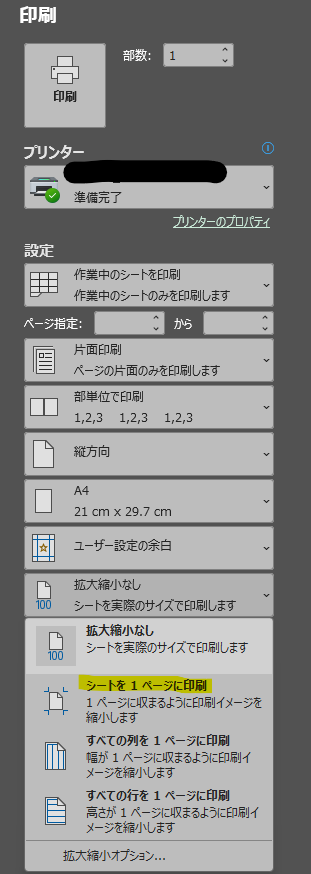 印刷
部数: 1
印刷
プリンター
準備完了
プリンターのプロパティ
設定
作業中のシートを印刷
作業中のシートのみを印刷します
ページ指定: から
片面印刷
ページの片面のみを印刷します
部単位で印刷
1,2,3 1,2,3 1,2,3
縦方向
A4
21 cm x 29.7 cm
ユーザー設定の余白
拡大縮小なし
シートを実際のサイズで印刷します
100
拡大縮小なし
シートを実際のサイズで印刷します
100
シートを 1 ページに印刷
1 ページに収まるように印刷イメージを
縮小します
すべての列を 1 ページに印刷
幅が 1 ページに収まるように印刷イ
メージを縮小します
すべての行を 1 ページに印刷
高さが 1 ページに収まるように印刷イ
メージを縮小します
拡大縮小オプション...